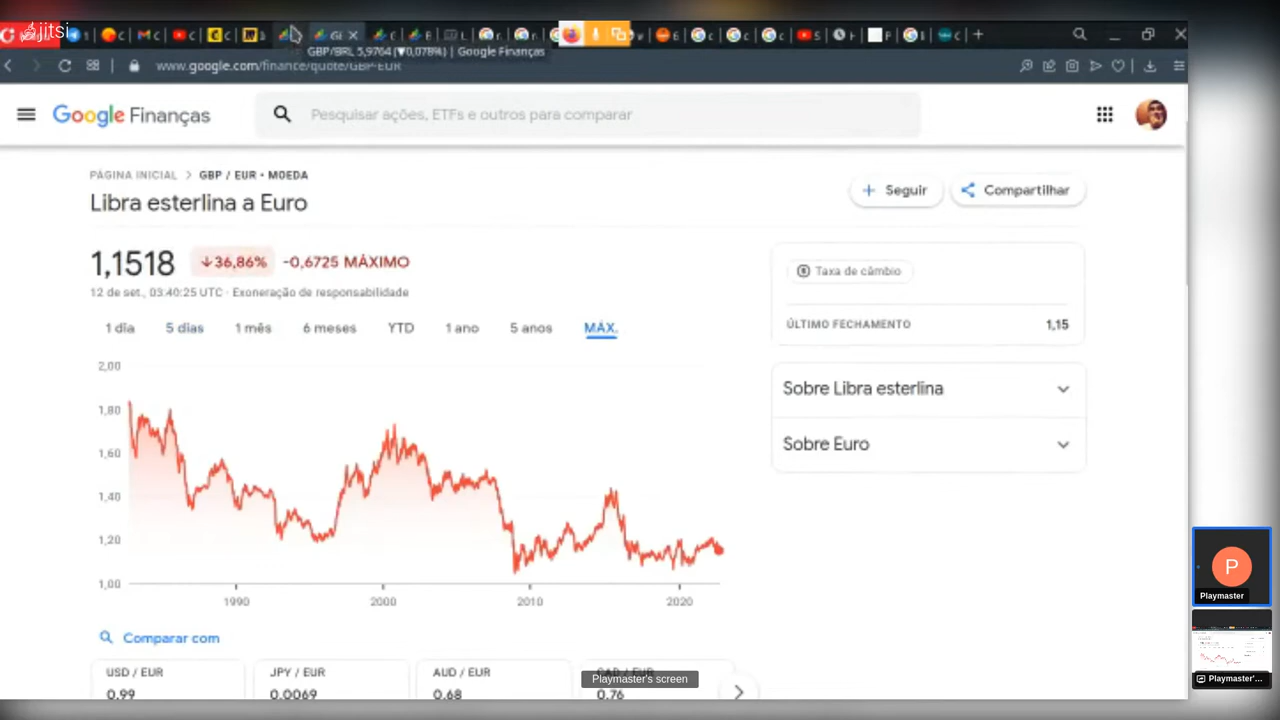 jitsi
GBP/BRL 5,9764 (▼0,078%) | Google Finanças
www.google.com/finance/quote/GBP-EUR
Google Finanças
Pesquisar ações, ETFs e outros para comparar
PÁGINA INICIAL > GBP / EUR • MOEDA
Libra esterlina a Euro
Seguir
Compartilhar
1,1518
↓36,86%
-0,6725 MÁXIMO
12 de set., 03:40:25 UTC · Exoneração de responsabilidade
1 dia
5 dias
1 mês
6 meses
YTD
1 ano
5 anos
MÁX.
2,00
1,80
1,60
1,40
1,20
1,00
1990
2000
2010
2020
Taxa de câmbio
ÚLTIMO FECHAMENTO
1,15
Sobre Libra esterlina
Sobre Euro
Comparar com
USD / EUR
0,99
JPY / EUR
0,0069
AUD / EUR
0,68
CAD / EUR
0,76
Playmaster's screen
P
Playmaster
Playmaster'...